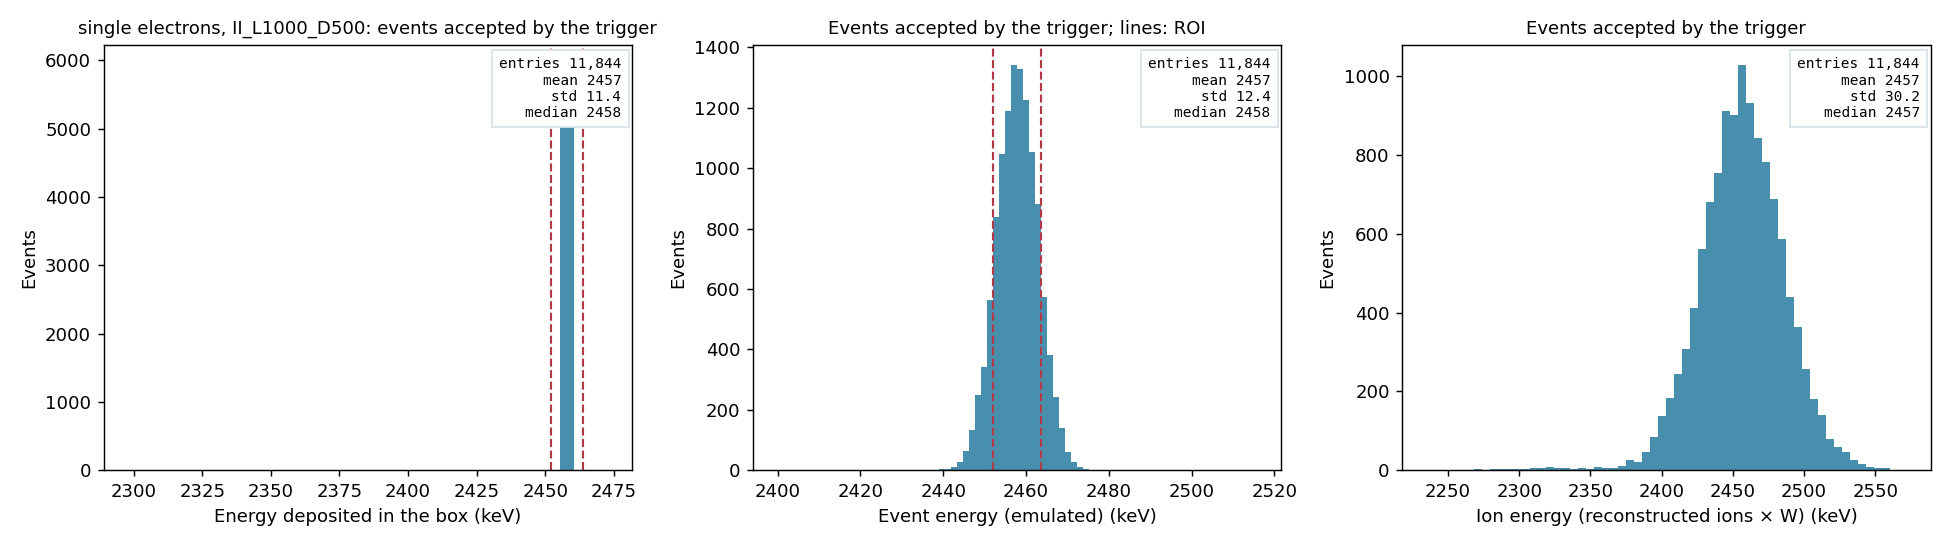 single electrons, II_L1000_D500: events accepted by the trigger
entries 11,844
mean 2457
std 11.4
median 2458
6000
5000
4000
3000
2000
1000
0
Events
2300 2325 2350 2375 2400 2425 2450 2475
Energy deposited in the box (keV)
Events accepted by the trigger; lines: ROI
entries 11,844
mean 2457
std 12.4
median 2458
1400
1200
1000
800
600
400
200
0
Events
2400 2420 2440 2460 2480 2500 2520
Event energy (emulated) (keV)
Events accepted by the trigger
entries 11,844
mean 2457
std 30.2
median 2457
1000
800
600
400
200
0
Events
2250 2300 2350 2400 2450 2500 2550
Ion energy (reconstructed ions × W) (keV)